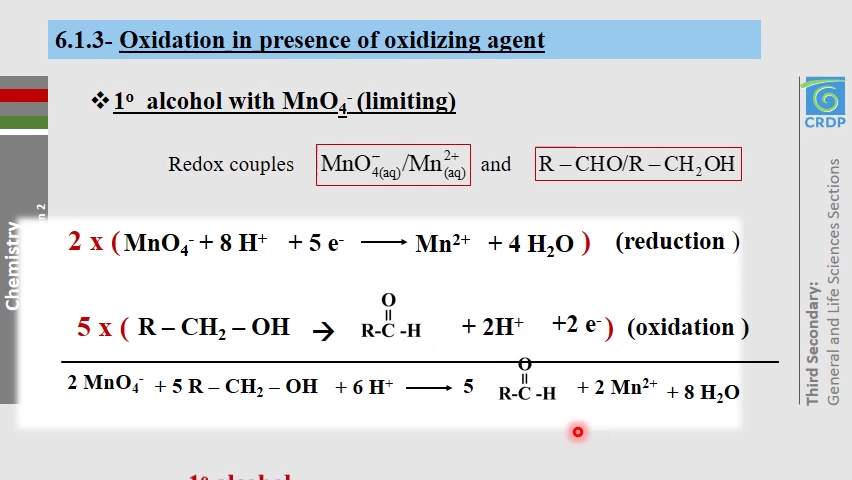 6.1.3- Oxidation in presence of oxidizing agent
❖1º alcohol with MnO₄⁻ (limiting)
Redox couples MnO⁻₄(aq)/Mn²⁺(aq) and R – CHO/R – CH₂OH
2 x ( MnO₄⁻ + 8 H⁺ + 5 e⁻ ⟶ Mn²⁺ + 4 H₂O ) (reduction )
5 x ( R – CH₂ – OH → R-C(=O)-H + 2H⁺ +2 e⁻ ) (oxidation )
2 MnO₄⁻ + 5 R – CH₂ – OH + 6 H⁺ ⟶ 5 R-C(=O)-H + 2 Mn²⁺ + 8 H₂O
1º alcohol
Chemistry
CRDP
Third Secondary:
General and Life Sciences Sections